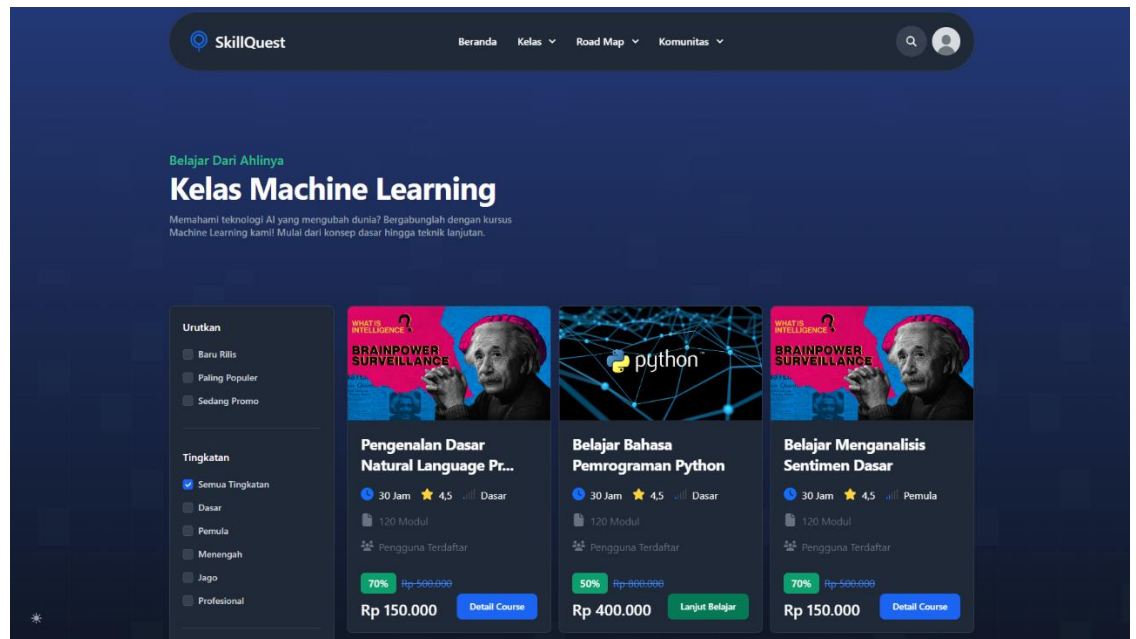 SkillQuest
Beranda
Kelas
Road Map
Komunitas
Belajar Dari Ahlinya
Kelas Machine Learning
Memahami teknologi AI yang mengubah dunia? Bergabunglah dengan kursus
Machine Learning kami! Mulai dari konsep dasar hingga teknik lanjutan.
Urutkan
Baru Rilis
Paling Populer
Sedang Promo
Tingkatan
Semua Tingkatan
Dasar
Pemula
Menengah
Jago
Profesional
WHAT IS
INTELLIGENCE ?
BRAINPOWER
SURVEILLANCE
Pengenalan Dasar
Natural Language Pr...
30 Jam 4,5 Dasar
120 Modul
Pengguna Terdaftar
70% Rp 500.000
Rp 150.000
Detail Course
python
Belajar Bahasa
Pemrograman Python
30 Jam 4,5 Dasar
120 Modul
Pengguna Terdaftar
50% Rp 800.000
Rp 400.000
Lanjut Belajar
WHAT IS
INTELLIGENCE ?
BRAINPOWER
SURVEILLANCE
Belajar Menganalisis
Sentimen Dasar
30 Jam 4,5 Pemula
120 Modul
Pengguna Terdaftar
70% Rp 500.000
Rp 150.000
Detail Course